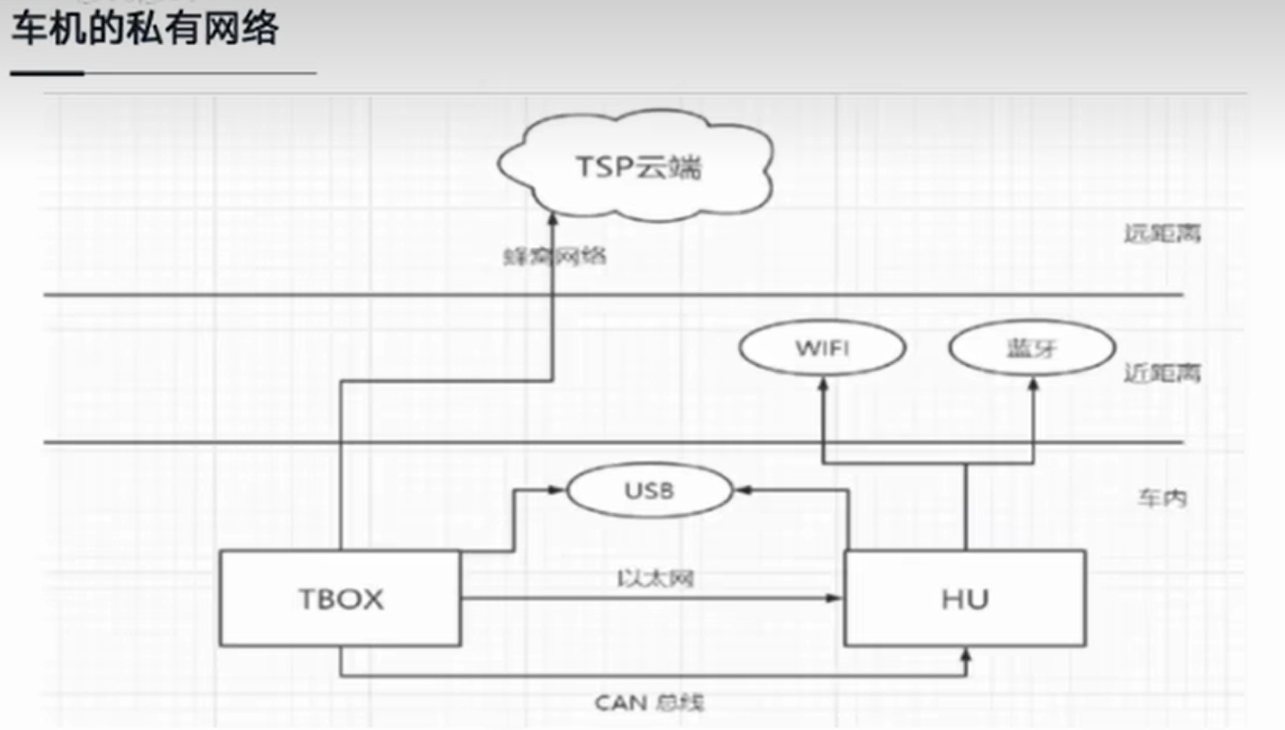 车机的私有网络
TSP云端
远距离
蜂窝网络
WIFI
蓝牙
近距离
USB
车内
以太网
TBOX
HU
CAN 总线